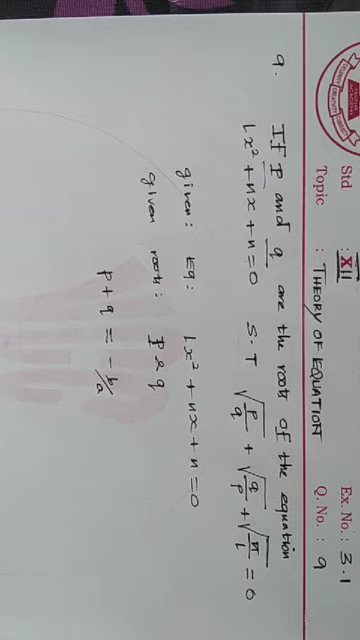 Std : XII Ex. No. : 3.1
Topic : THEORY OF EQUATION Q. No. : 9
9. If p and q are the roots of the equation
lx² + nx + n = 0 S.T √p/q + √q/p + √n/l = 0
given: Eq: lx² + nx + n = 0
given roots: p & q
p + q = -b/a